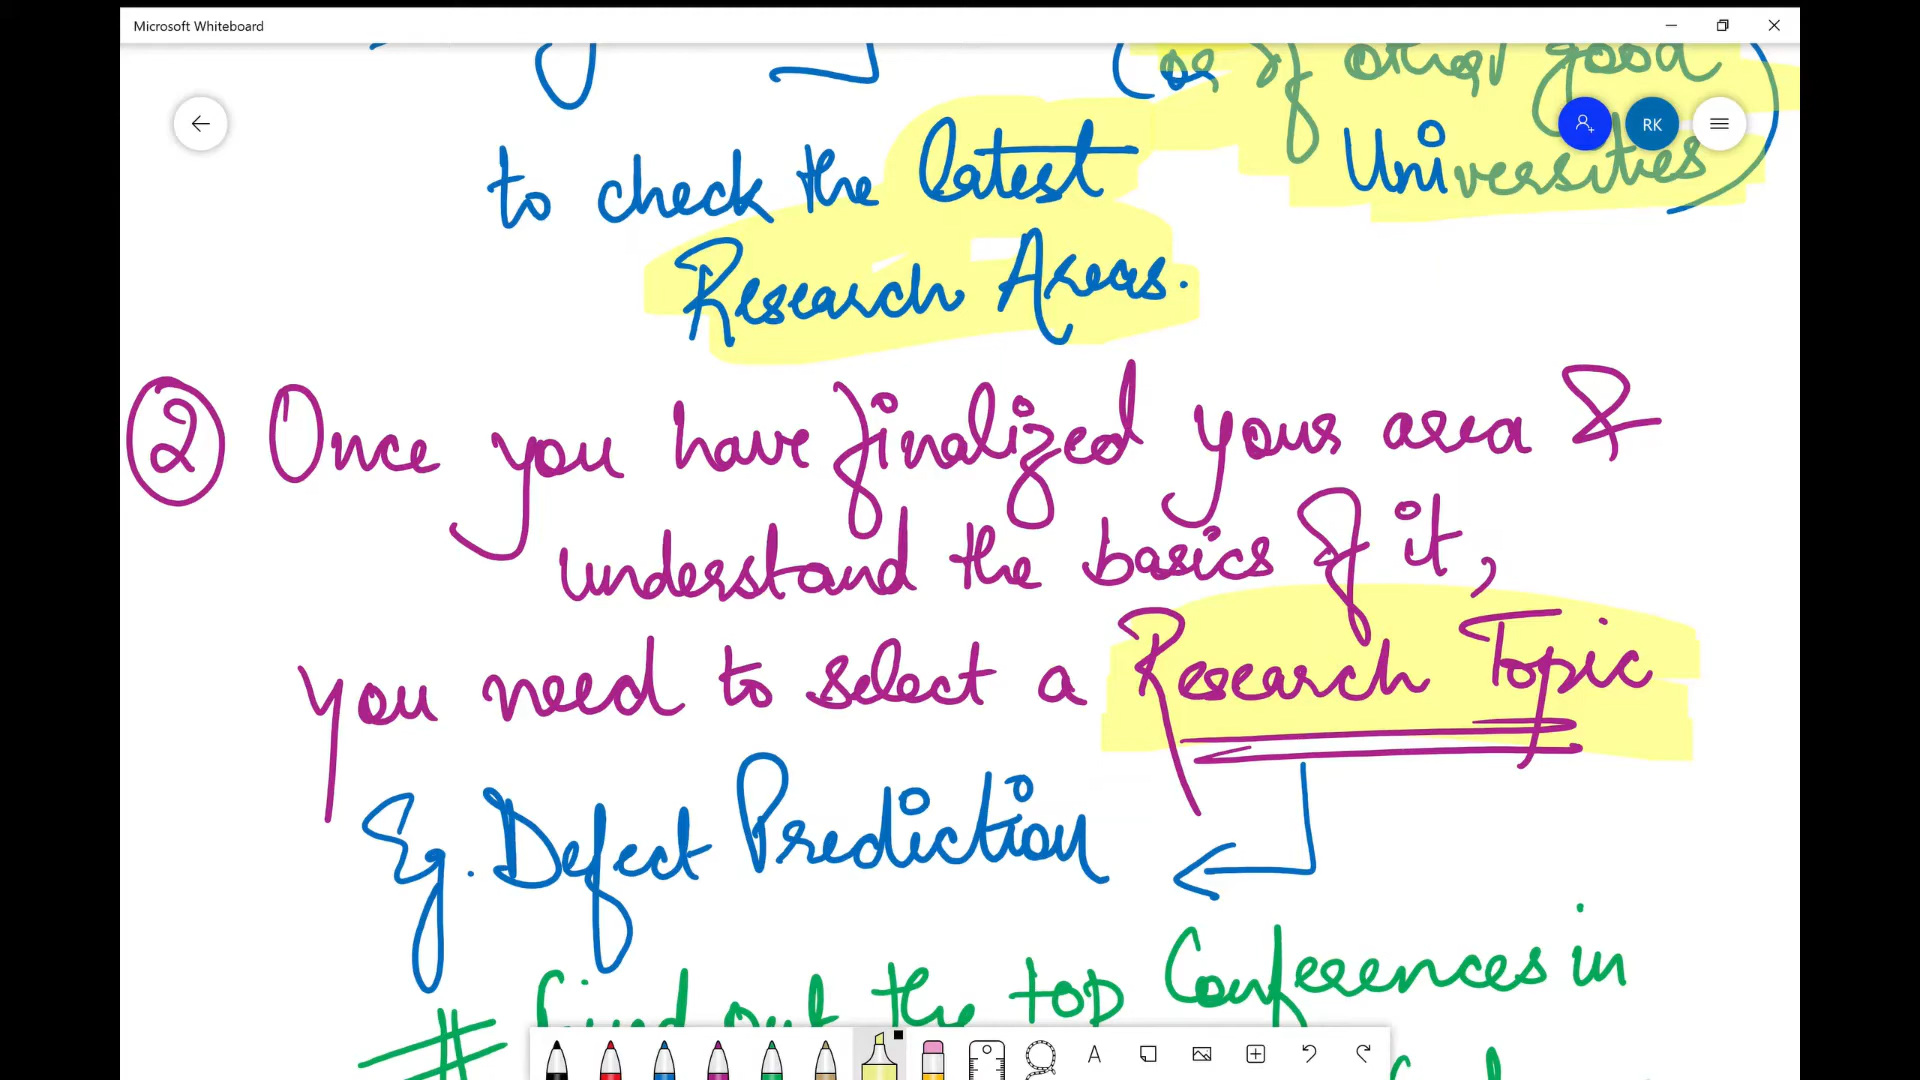 Microsoft Whiteboard
(or of other good
Universities)
RK
to check the latest
Research Areas.
② Once you have finalized your area &
understand the basics of it,
you need to select a Research Topic
Eg. Defect Prediction
# Find out the top Conferences in
A